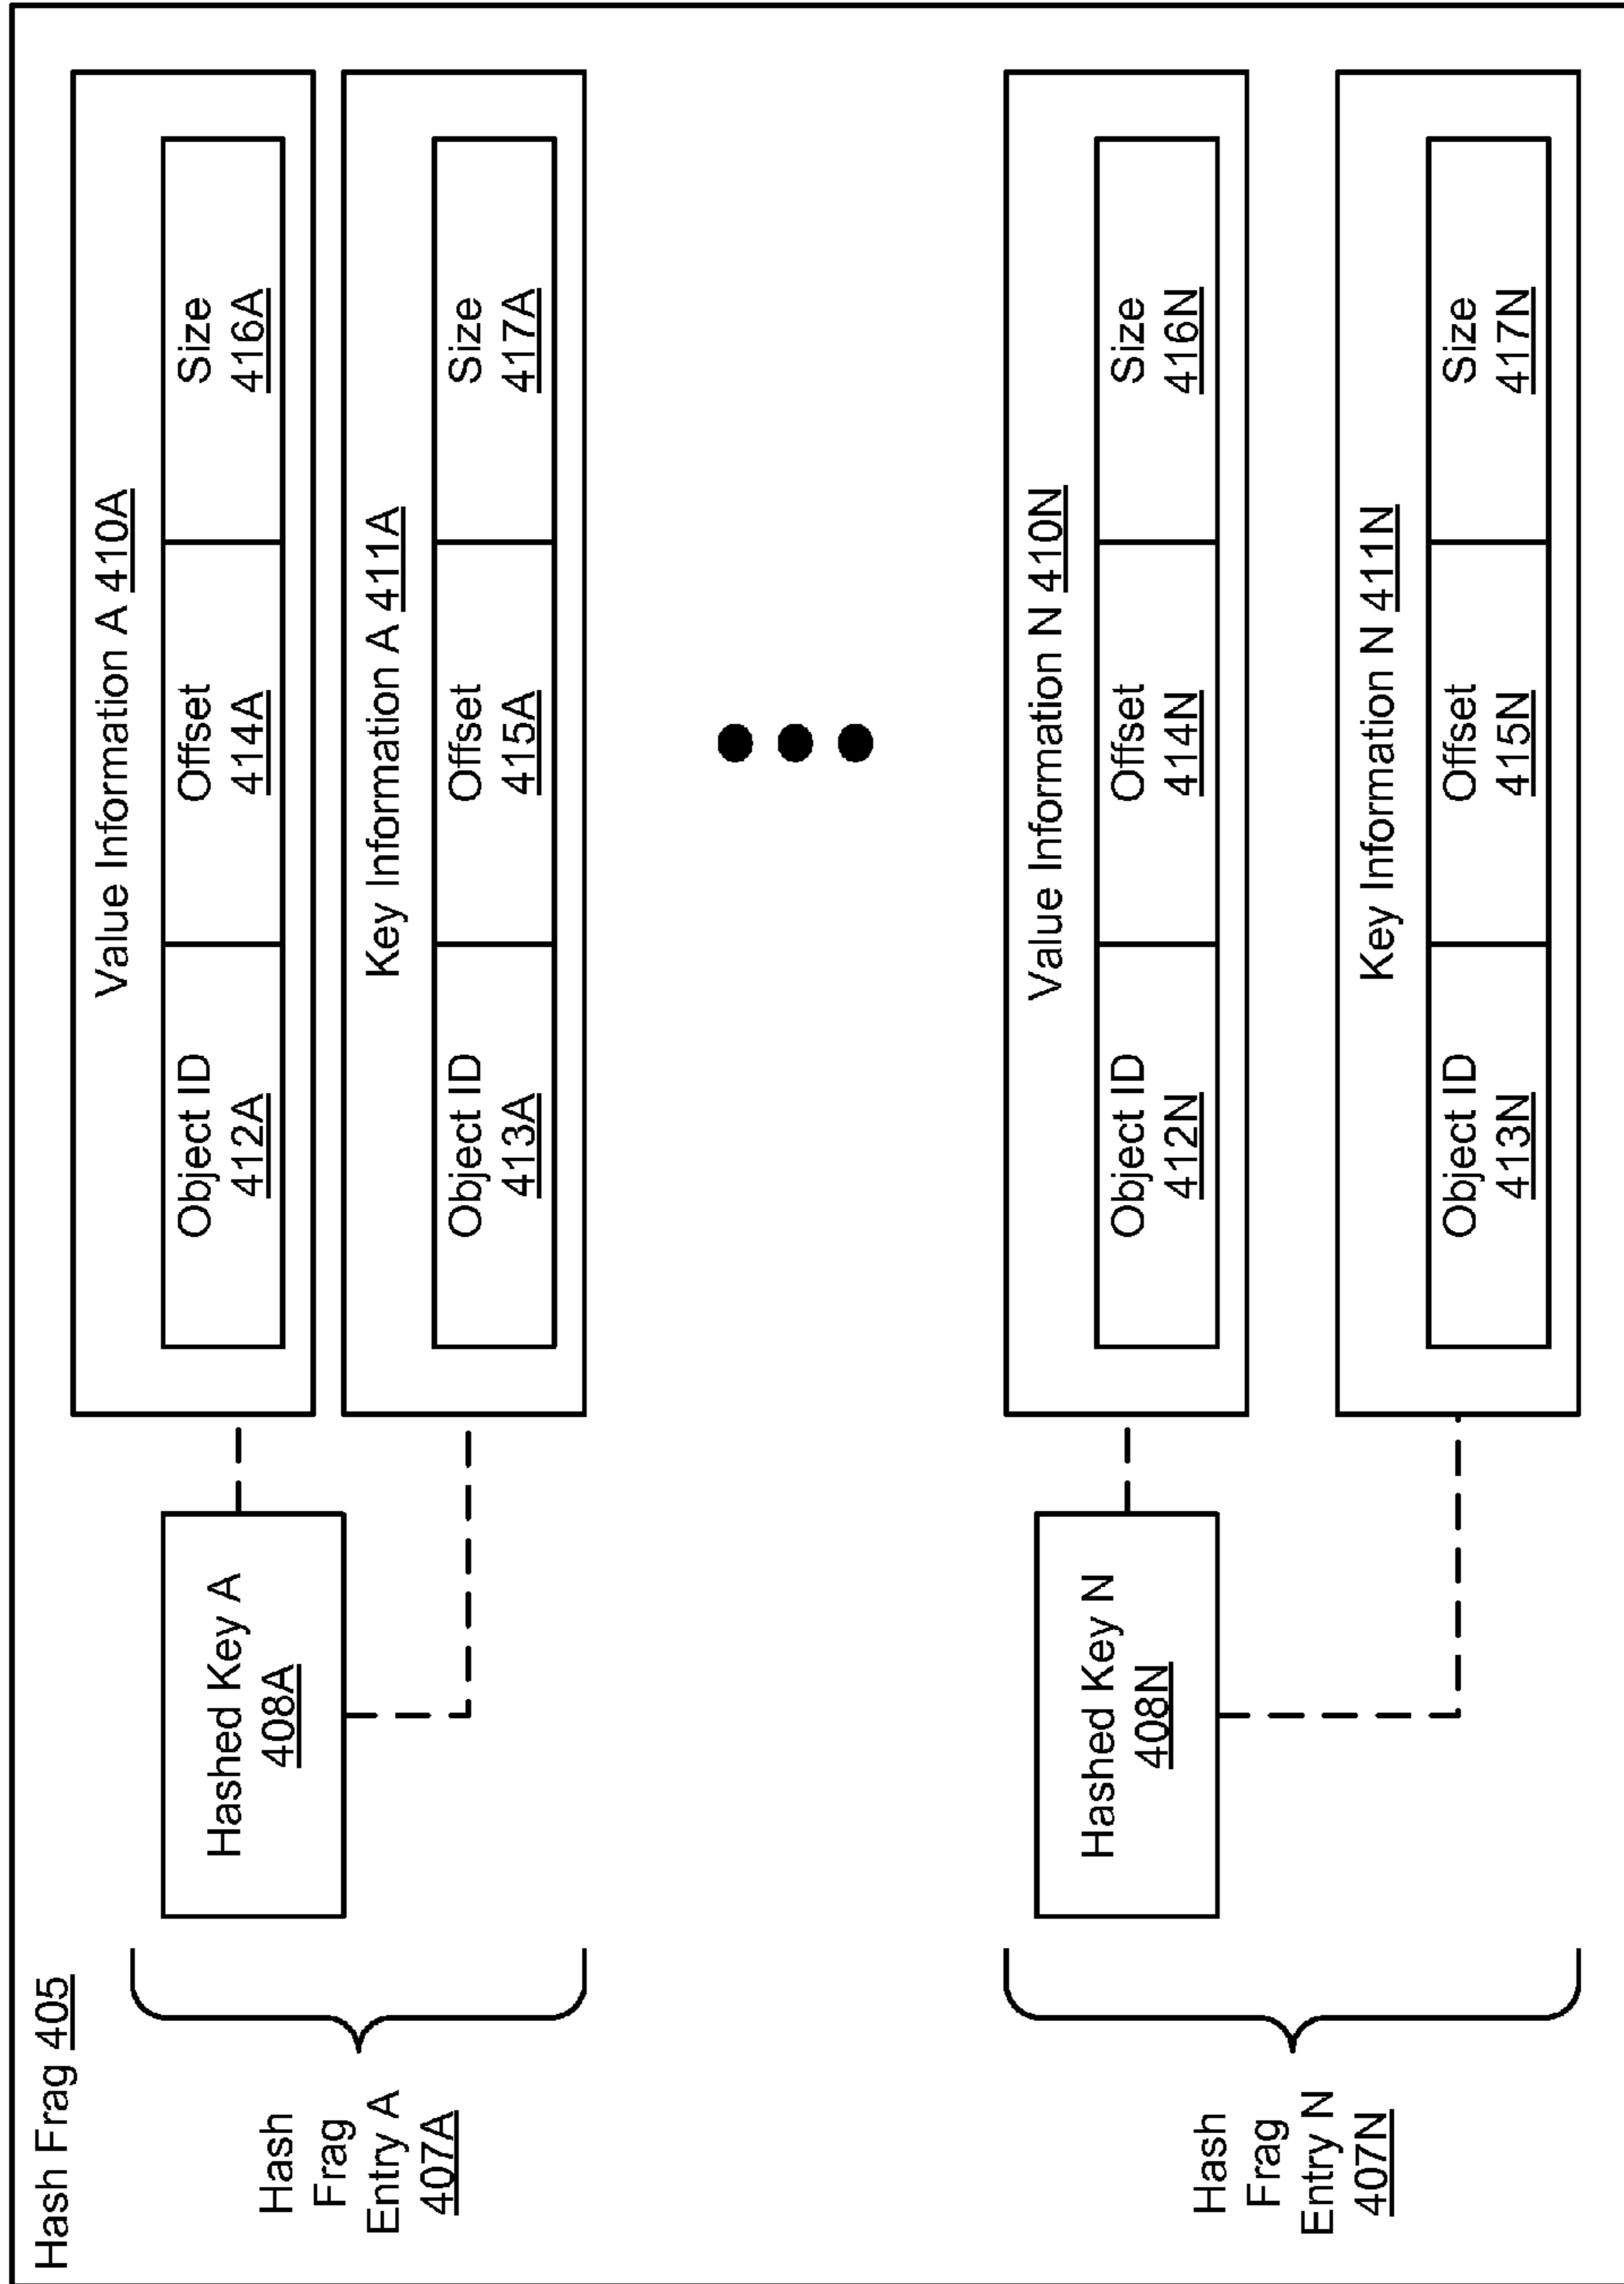 Hash Frag 405
Hash
Frag
Entry A
407A
Hashed Key A
408A
Value Information A 410A
Object ID
412A
Offset
414A
Size
416A
Key Information A 411A
Object ID
413A
Offset
415A
Size
417A
Hash
Frag
Entry N
407N
Hashed Key N
408N
Value Information N 410N
Object ID
412N
Offset
414N
Size
416N
Key Information N 411N
Object ID
413N
Offset
415N
Size
417N